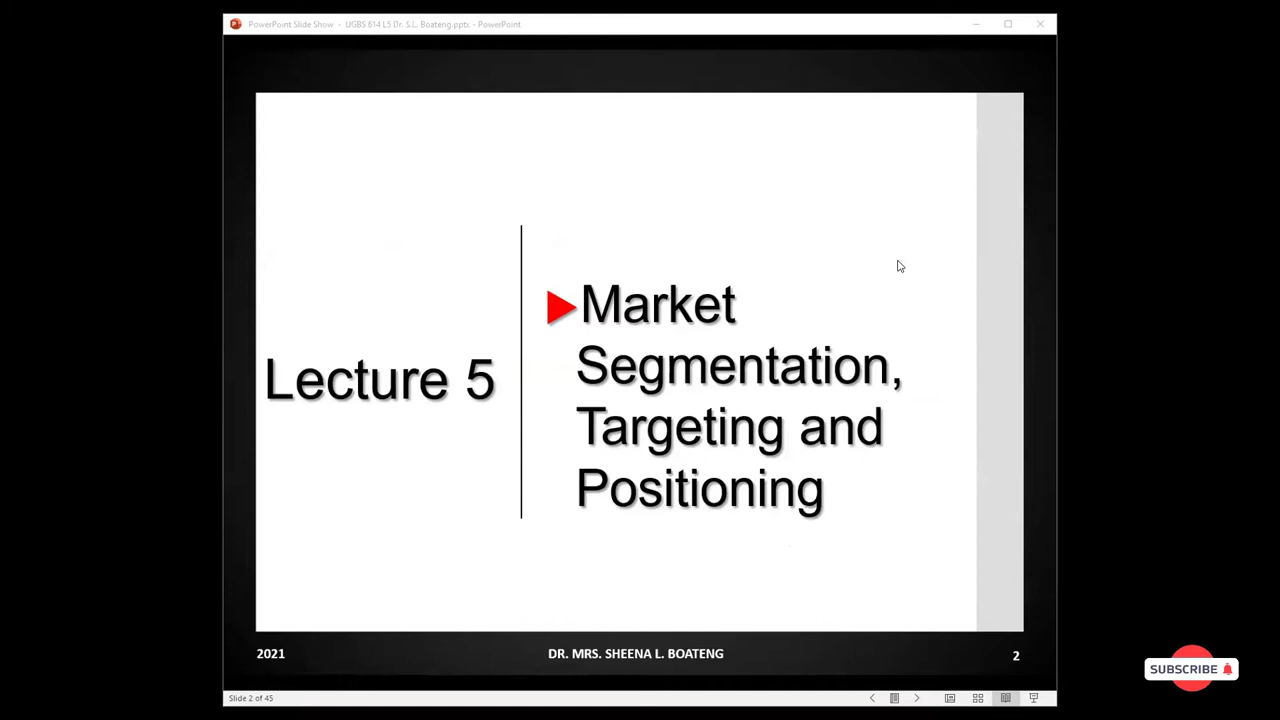 PowerPoint Slide Show - UGBS 614 L5 Dr. S.L. Boateng.pptx - PowerPoint
Lecture 5
Market
Segmentation,
Targeting and
Positioning
2021
DR. MRS. SHEENA L. BOATENG
2
SUBSCRIBE
Slide 2 of 45